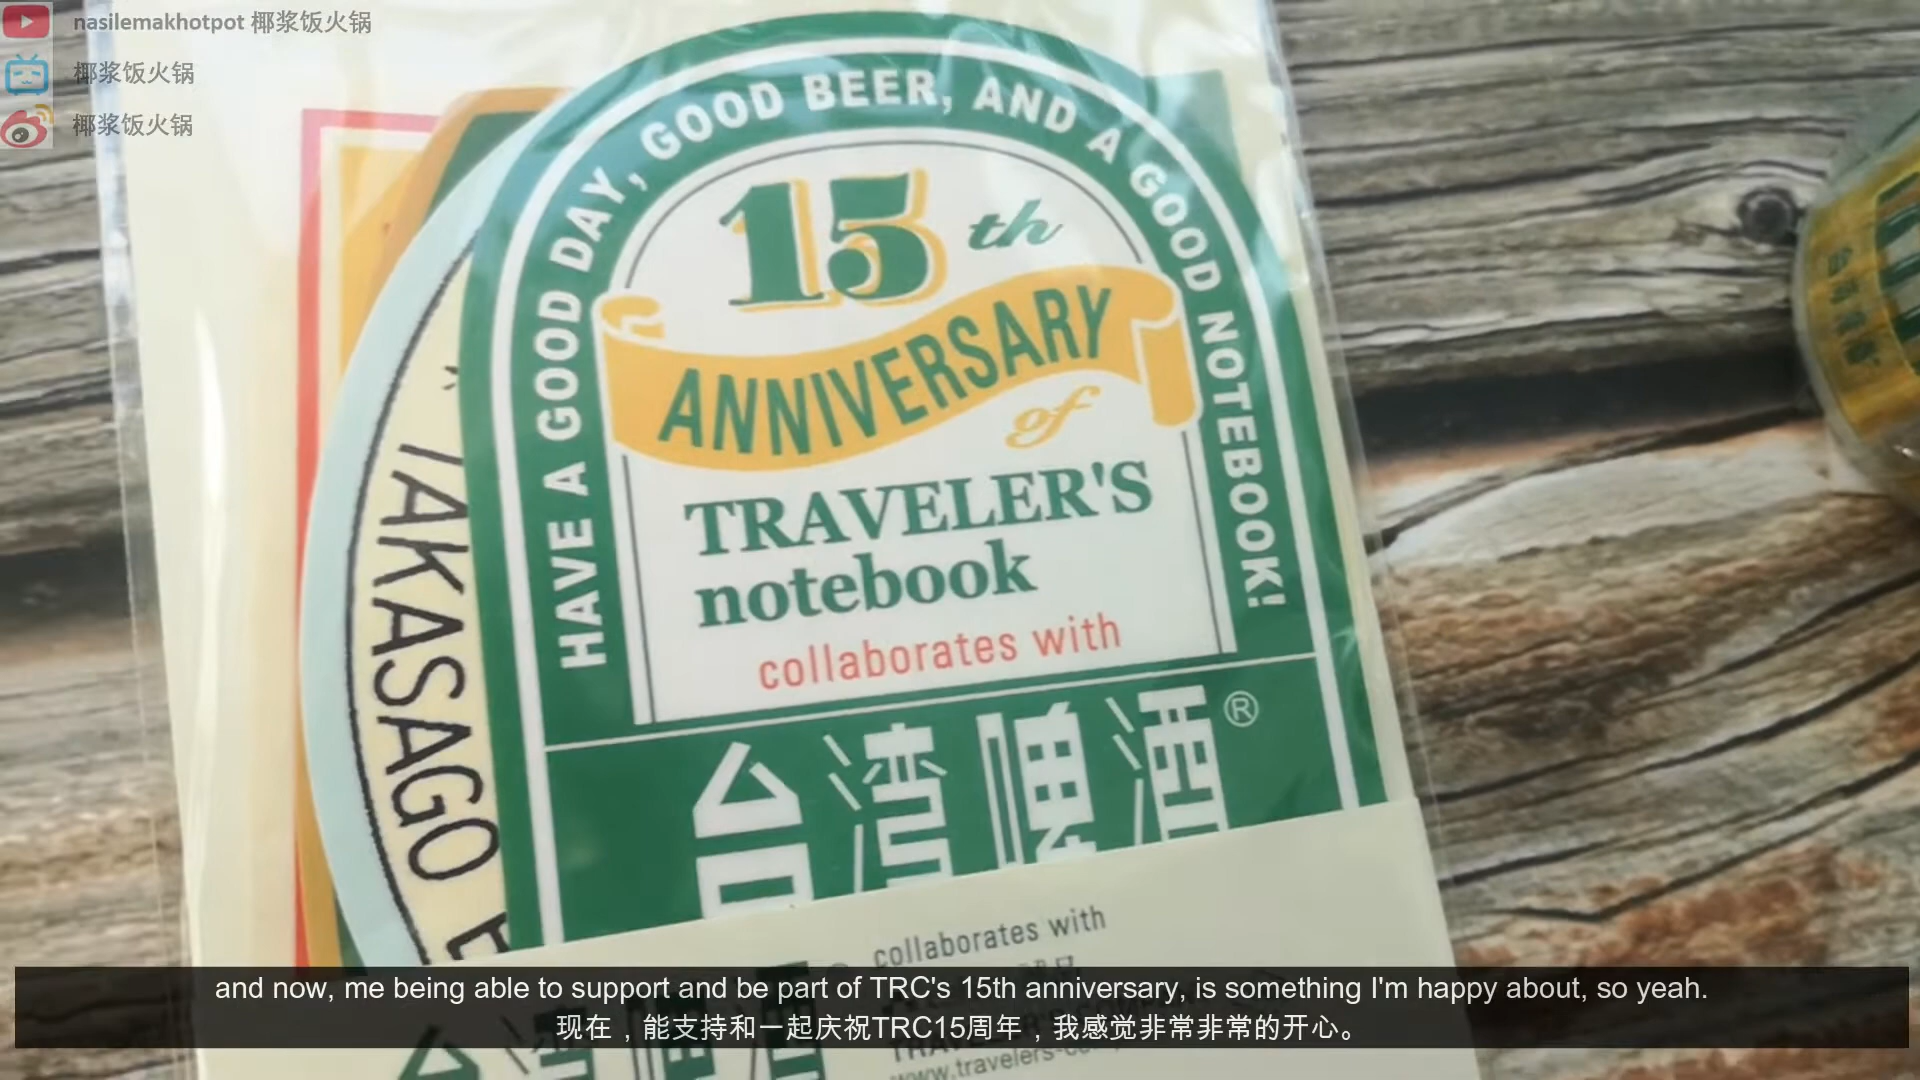 nasilemakhotpot 椰浆饭火锅
椰浆饭火锅
椰浆饭火锅
HAVE A GOOD DAY, GOOD BEER, AND A GOOD NOTEBOOK!
15th
ANNIVERSARY
of
TRAVELER'S
notebook
collaborates with
台湾啤酒®
TAKASAGO
collaborates with
and now, me being able to support and be part of TRC's 15th anniversary, is something I'm happy about, so yeah.
现在，能支持和一起庆祝TRC15周年，我感觉非常非常的开心。